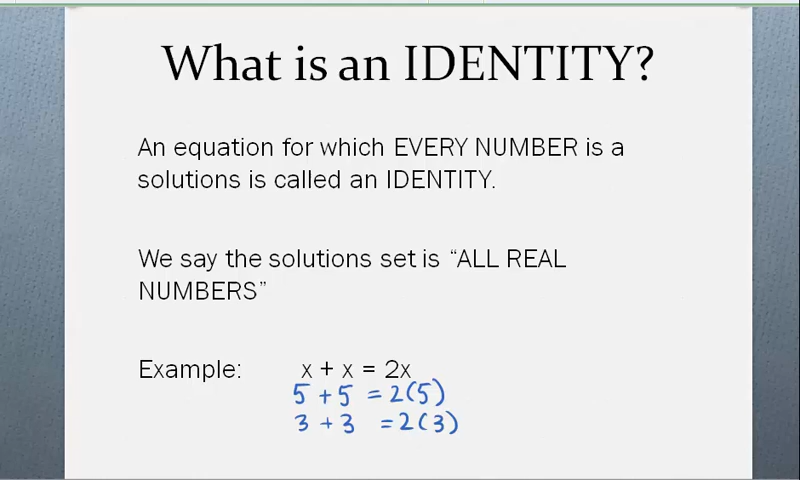 What is an IDENTITY?
An equation for which EVERY NUMBER is a
solutions is called an IDENTITY.
We say the solutions set is “ALL REAL
NUMBERS”
Example: x + x = 2x
5 + 5 = 2(5)
3 + 3 = 2(3)